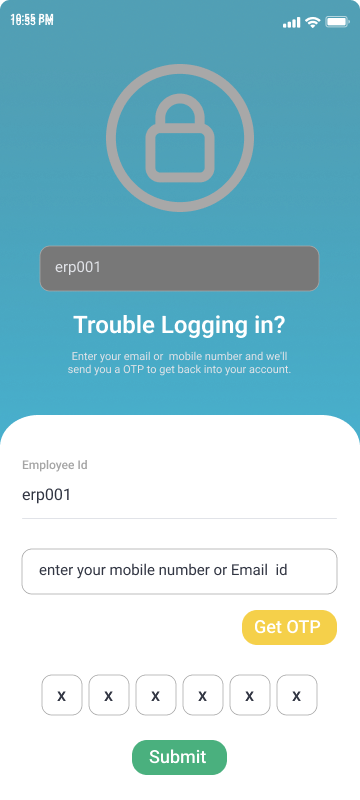 10:55 PM
erp001
Trouble Logging in?
Enter your email or mobile number and we'll
send you a OTP to get back into your account.
Employee Id
erp001
enter your mobile number or Email id
Get OTP
x x x x x x
Submit